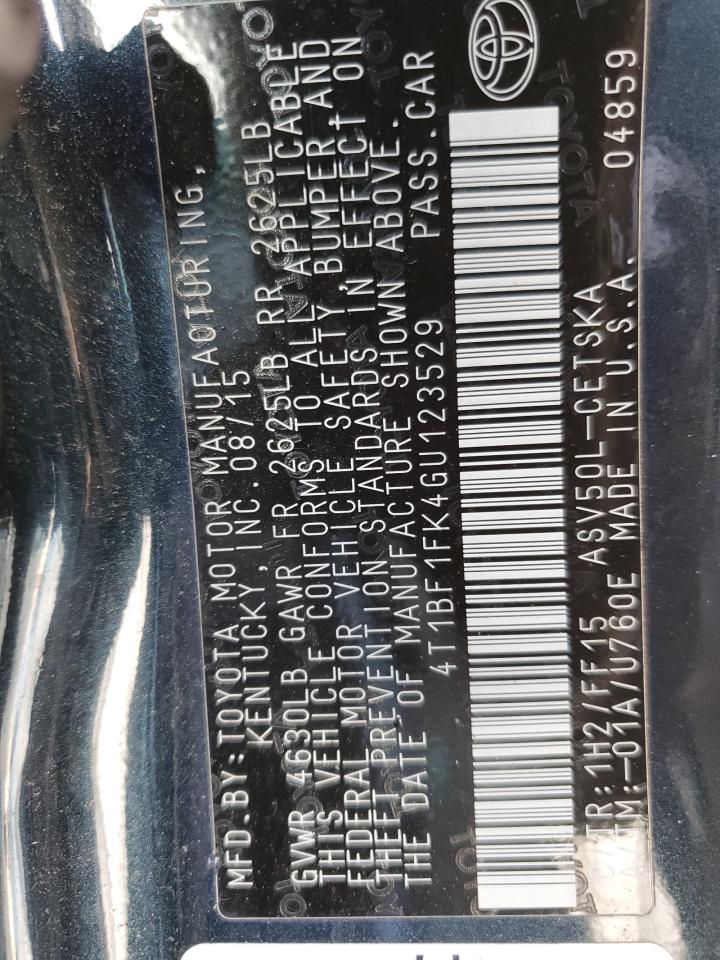 MFD.BY:TOYOTA MOTOR MANUFACTURING,
KENTUCKY, INC. 08/15
GVWR 4630LB GAWR FR 2625LB RR 2625LB
THIS VEHICLE CONFORMS TO ALL APPLICABLE
FEDERAL MOTOR VEHICLE SAFETY, BUMPER, AND
THEFT PREVENTION STANDARDS IN EFFECT ON
THE DATE OF MANUFACTURE SHOWN ABOVE.
4T1BF1FK4GU123529 PASS.CAR
C/TR:1H2/FF15 ASV50L-CETSKA
A/TM:-01A/U760E MADE IN U.S.A. 04859